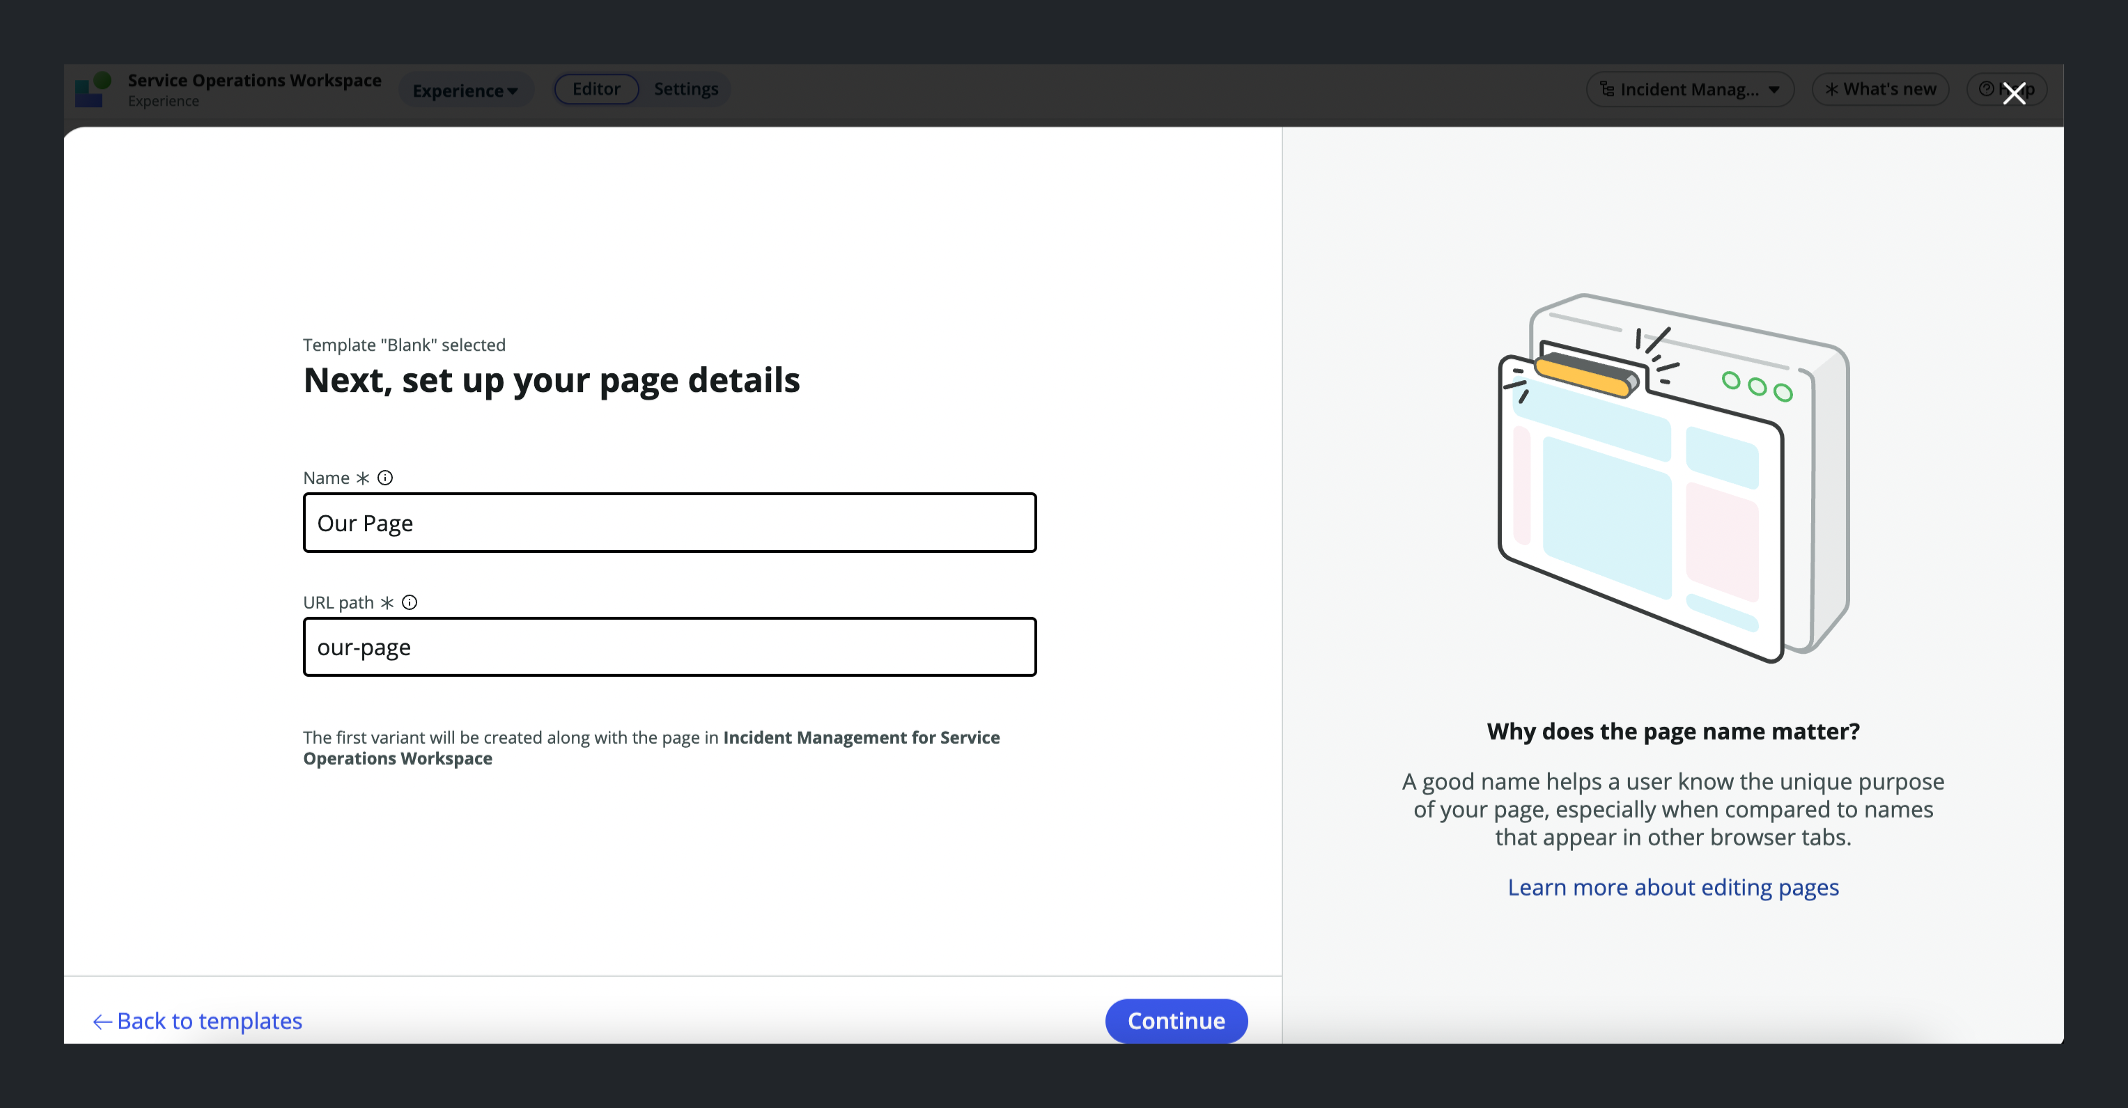 Service Operations Workspace
Experience
Experience
Editor
Settings
Incident Manag...
What's new
Template "Blank" selected
Next, set up your page details
Name
Our Page
URL path
our-page
The first variant will be created along with the page in Incident Management for Service
Operations Workspace
Back to templates
Continue
Why does the page name matter?
A good name helps a user know the unique purpose
of your page, especially when compared to names
that appear in other browser tabs.
Learn more about editing pages